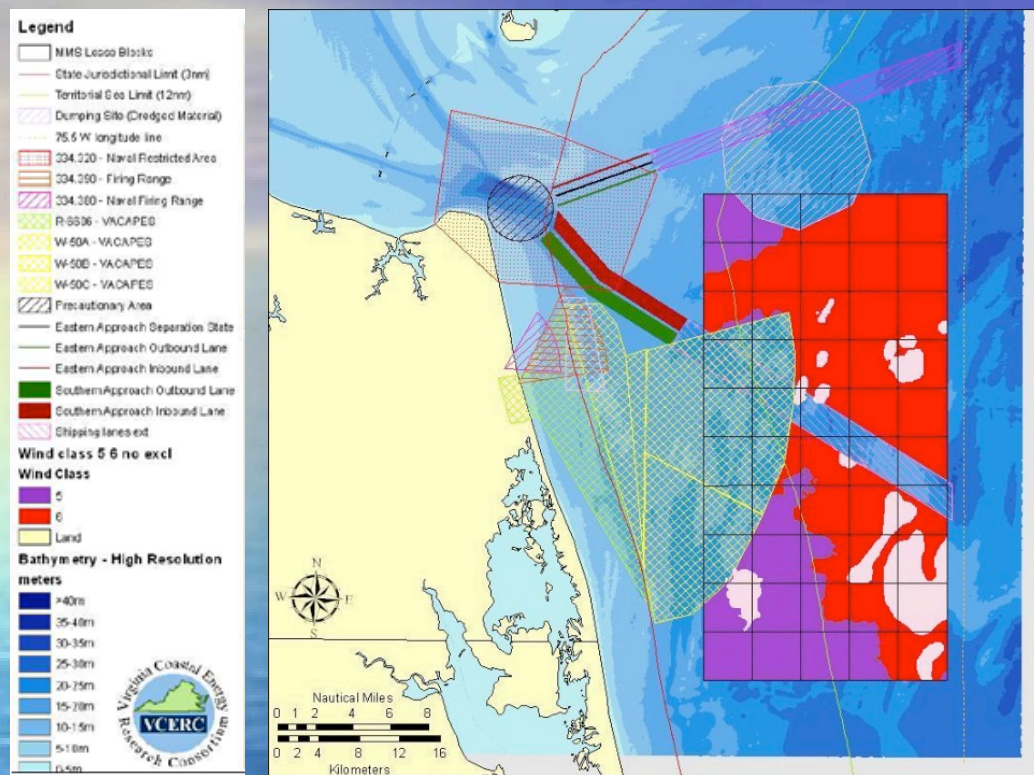 Legend
MMS Lease Blocks
State Jurisdictional Limit (3nm)
Territorial Sea Limit (12nm)
Dumping Site (Dredged Material)
75.5 W longitude line
334.320 - Naval Restricted Area
334.390 - Firing Range
334.380 - Naval Firing Range
R-6606 - VACAPES
W-50A - VACAPES
W-50B - VACAPES
W-50C - VACAPES
Precautionary Area
Eastern Approach Separation State
Eastern Approach Outbound Lane
Eastern Approach Inbound Lane
Southern Approach Outbound Lane
Southern Approach Inbound Lane
Shipping lanes ext
Wind class 5 6 no excl
Wind Class
5
6
Land
Bathymetry - High Resolution
meters
>40m
35-40m
30-35m
25-30m
20-25m
15-20m
10-15m
5-10m
0-5m
Virginia Coastal Energy
VCERC
Research Consortium
N
W E
S
Nautical Miles
0 1 2 4 6 8
0 2 4 8 12 16
Kilometers